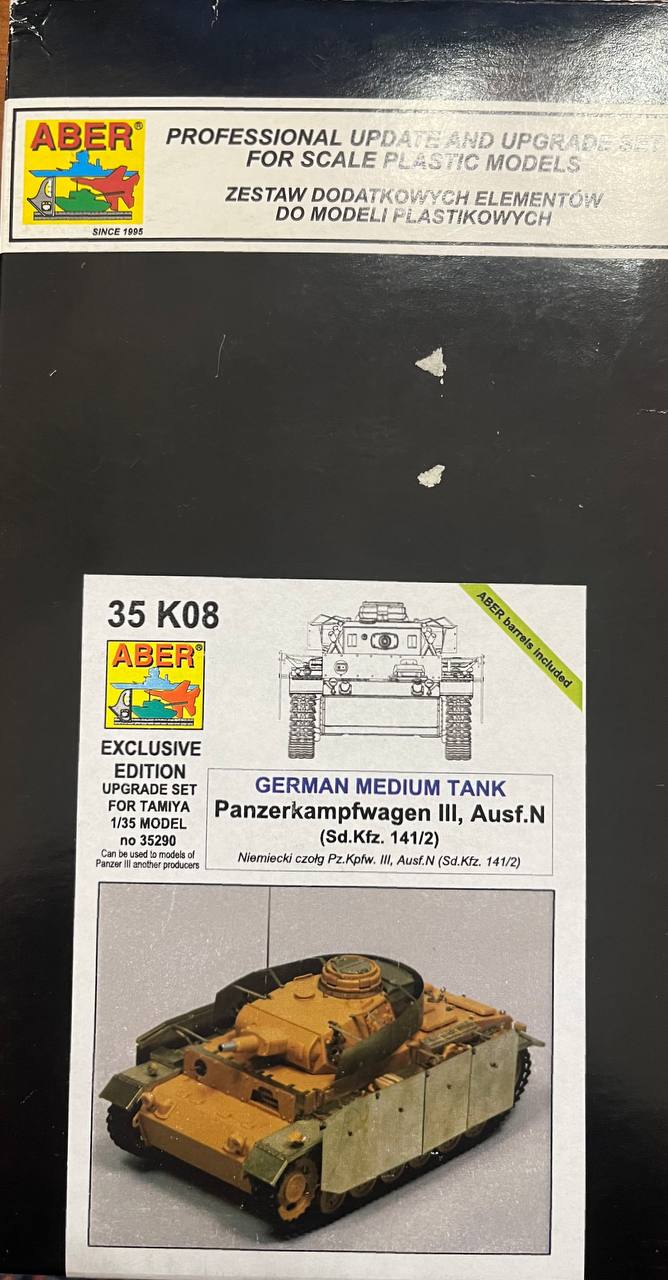 ABER®
SINCE 1995
PROFESSIONAL UPDATE AND UPGRADE SET
FOR SCALE PLASTIC MODELS
ZESTAW DODATKOWYCH ELEMENTÓW
DO MODELI PLASTIKOWYCH
35 K08
ABER barrels included
ABER®
EXCLUSIVE
EDITION
UPGRADE SET
FOR TAMIYA
1/35 MODEL
no 35290
Can be used to models of
Panzer III another producers
GERMAN MEDIUM TANK
Panzerkampfwagen III, Ausf.N
(Sd.Kfz. 141/2)
Niemiecki czołg Pz.Kpfw. III, Ausf.N (Sd.Kfz. 141/2)